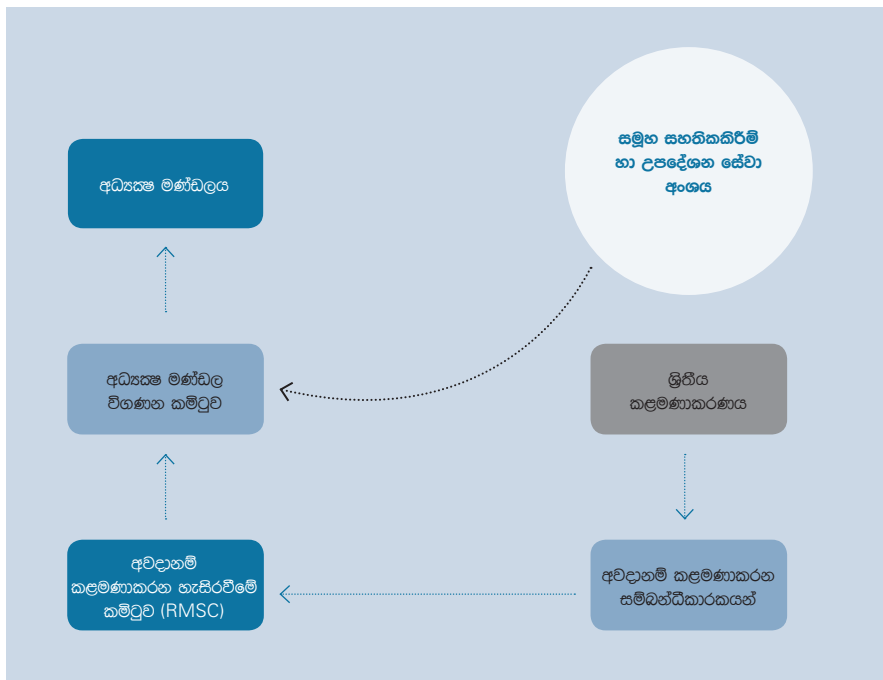 සමූහ සහතිකකිරීම්
හා උපදේශන සේවා
අංශය
අධ්‍යක්ෂ මණ්ඩලය
අධ්‍යක්ෂ මණ්ඩල
විගණන කමිටුව
ශ්‍රිතීය
කළමණාකරණය
අවදානම්
කළමණාකරන හැසිරවීමේ
කමිටුව (RMSC)
අවදානම් කළමණාකරන
සම්බන්ධීකාරකයන්